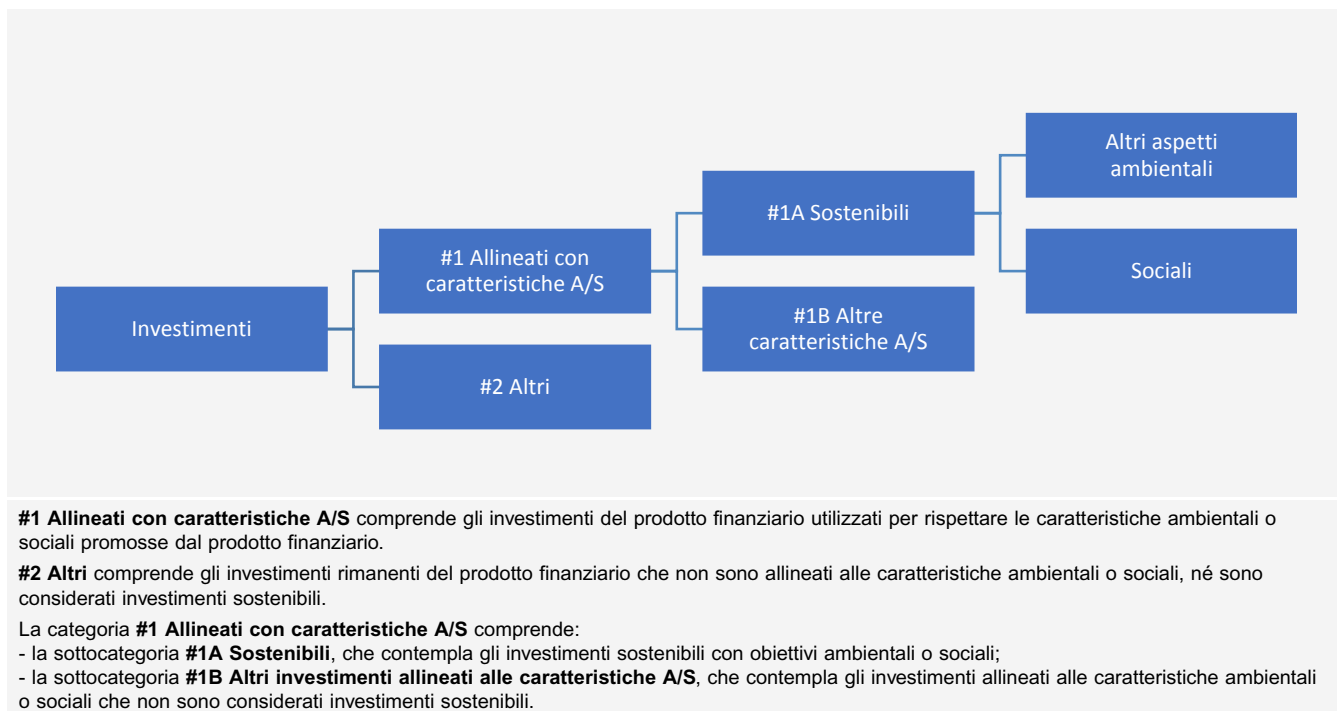 Altri aspetti
ambientali
#1A Sostenibili
#1 Allineati con
caratteristiche A/S
Sociali
Investimenti
#1B Altre
caratteristiche A/S
#2 Altri
#1 Allineati con caratteristiche A/S comprende gli investimenti del prodotto finanziario utilizzati per rispettare le caratteristiche ambientali o
sociali promosse dal prodotto finanziario.
#2 Altri comprende gli investimenti rimanenti del prodotto finanziario che non sono allineati alle caratteristiche ambientali o sociali, né sono
considerati investimenti sostenibili.
La categoria #1 Allineati con caratteristiche A/S comprende:
- la sottocategoria #1A Sostenibili, che contempla gli investimenti sostenibili con obiettivi ambientali o sociali;
- la sottocategoria #1B Altri investimenti allineati alle caratteristiche A/S, che contempla gli investimenti allineati alle caratteristiche ambientali
o sociali che non sono considerati investimenti sostenibili.